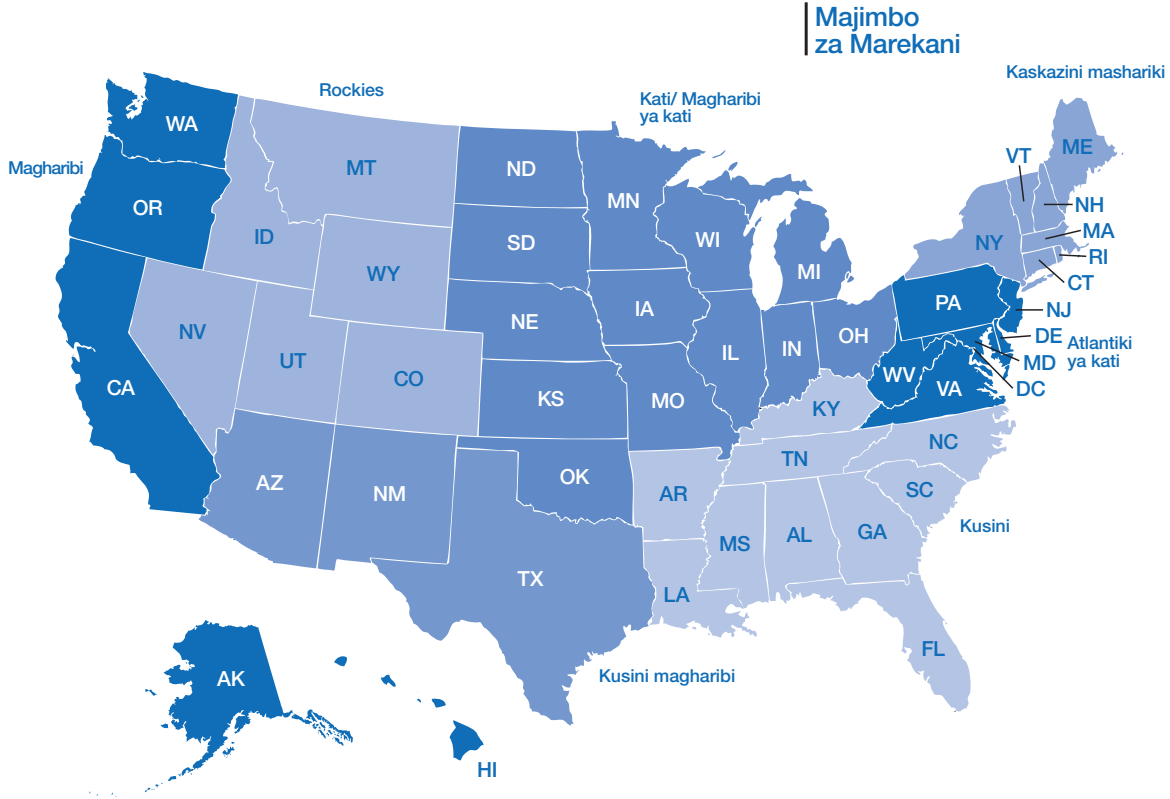 Majimbo
za Marekani
Kaskazini mashariki
Rockies
Kati/ Magharibi
ya kati
Magharibi
WA
OR
CA
MT
ID
WY
NV
UT
CO
AZ
NM
ND
SD
NE
KS
OK
TX
MN
IA
MO
WI
IL
MI
IN
OH
KY
TN
AR
LA
MS
AL
GA
FL
SC
NC
VA
WV
PA
NY
VT
ME
NH
MA
RI
CT
NJ
DE
MD
DC
Atlantiki
ya kati
Kusini
Kusini magharibi
AK
HI